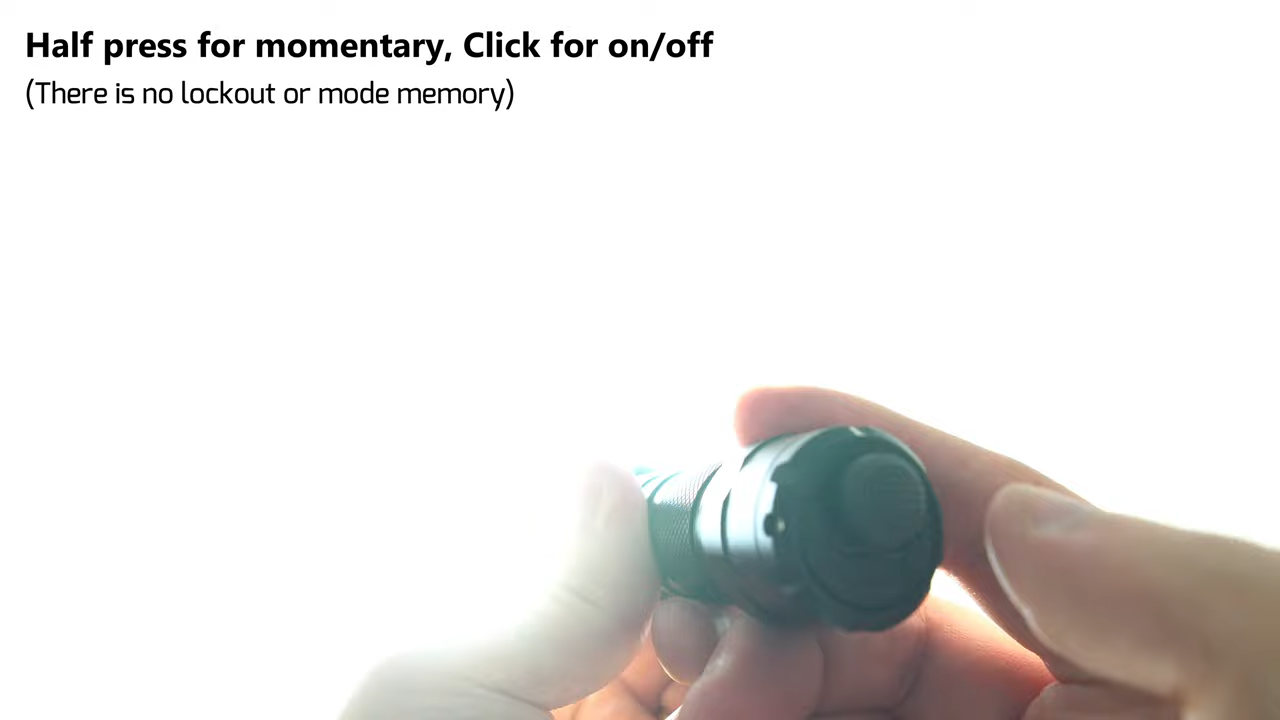 Half press for momentary, Click for on/off
(There is no lockout or mode memory)